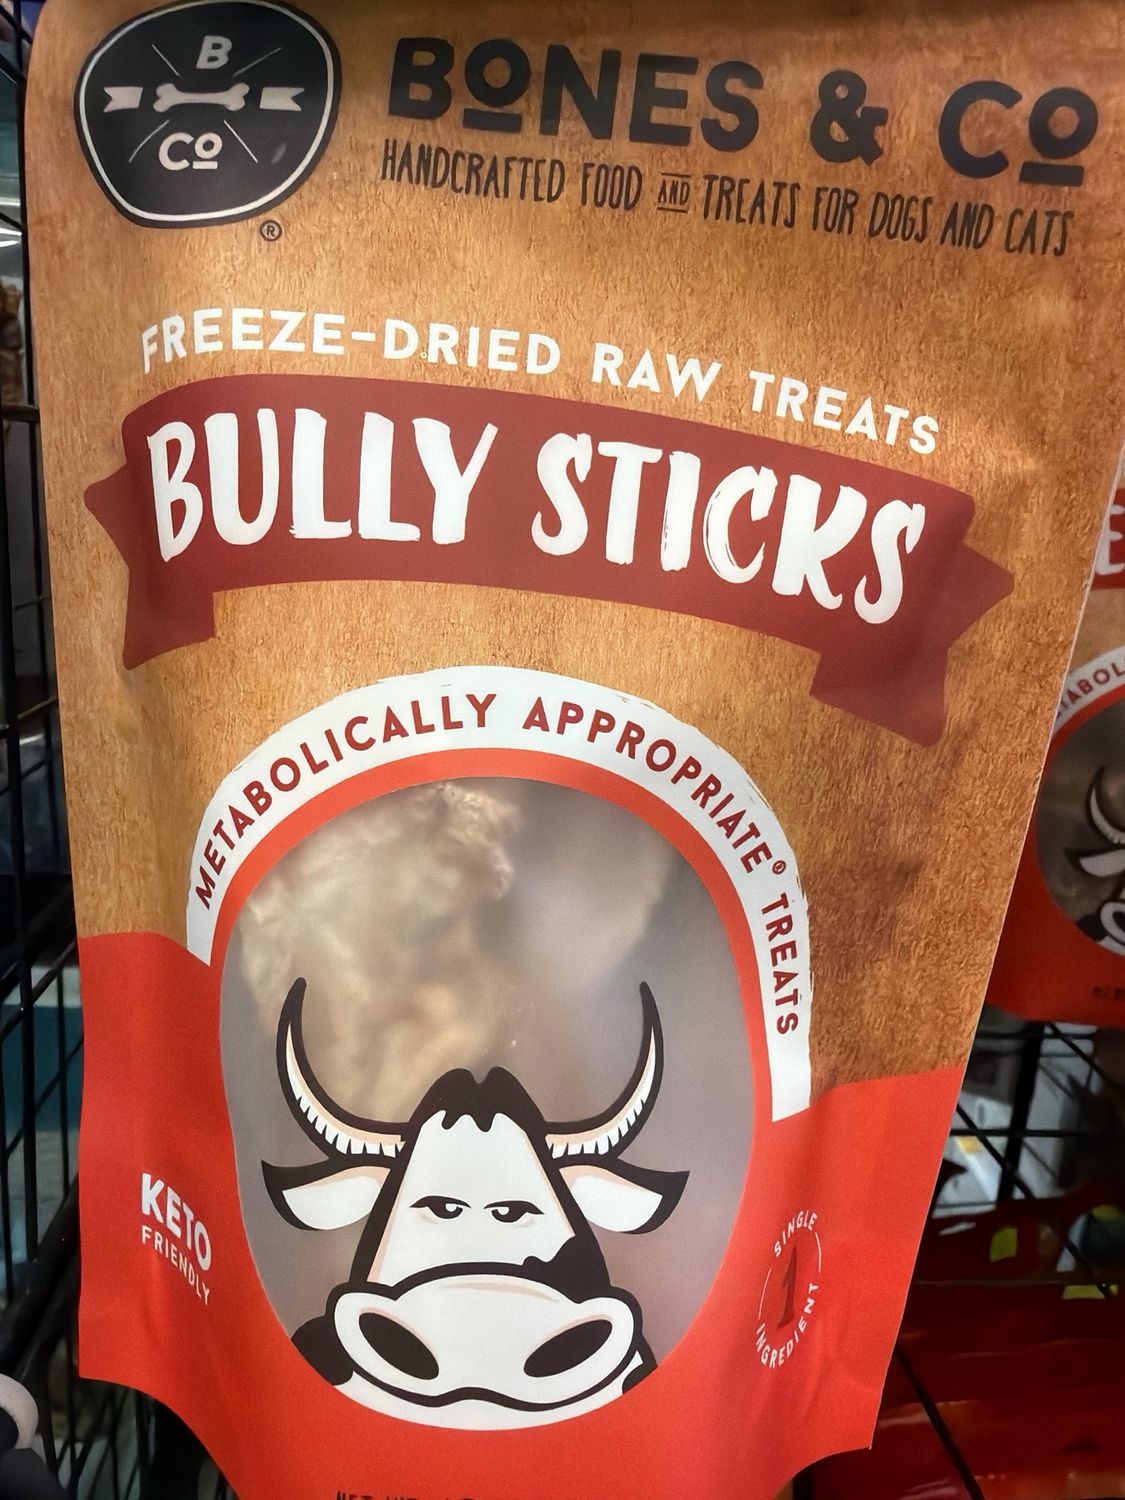 B
Co
®
BONES & Co
HANDCRAFTED FOOD AND TREATS FOR DOGS AND CATS
FREEZE-DRIED RAW TREATS
BULLY STICKS
METABOLICALLY APPROPRIATE® TREATS
KETO
FRIENDLY
SINGLE
1
INGREDIENT